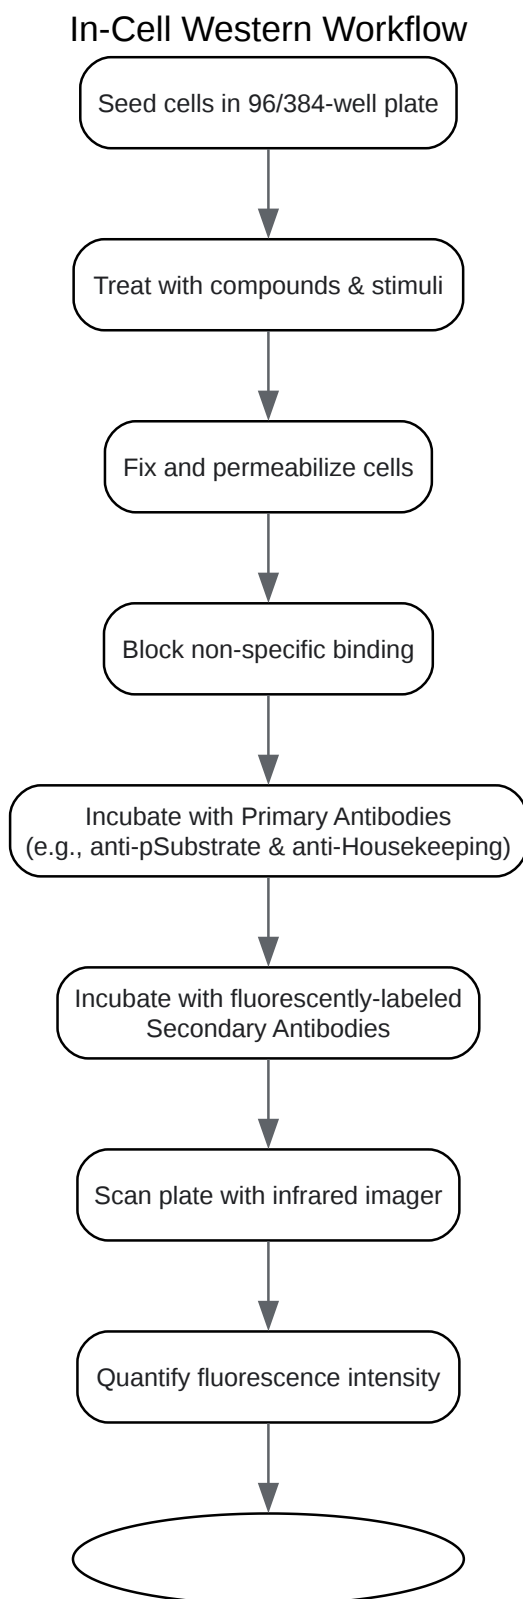 In-Cell Western Workflow
Seed cells in 96/384-well plate
Treat with compounds & stimuli
Fix and permeabilize cells
Block non-specific binding
Incubate with Primary Antibodies
(e.g., anti-pSubstrate & anti-Housekeeping)
Incubate with fluorescently-labeled
Secondary Antibodies
Scan plate with infrared imager
Quantify fluorescence intensity